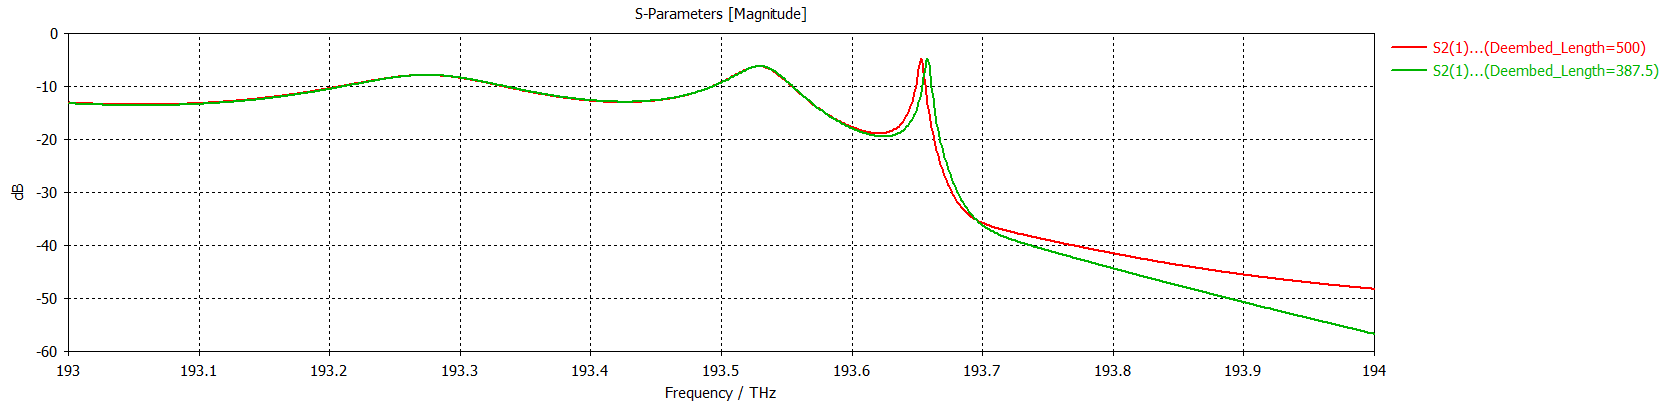 S-Parameters [Magnitude]
S2(1)...(Deembed_Length=500)
S2(1)...(Deembed_Length=387.5)
dB
0
-10
-20
-30
-40
-50
-60
193 193.1 193.2 193.3 193.4 193.5 193.6 193.7 193.8 193.9 194
Frequency / THz